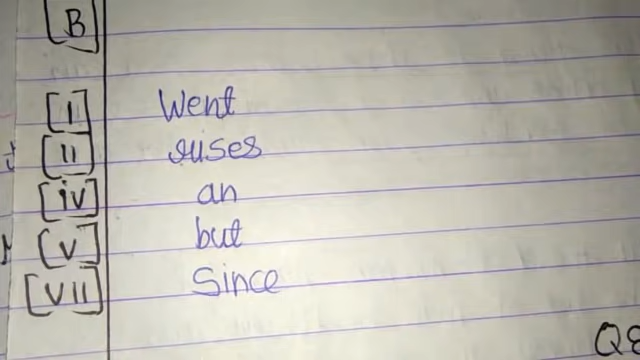 [B]
[I] Went
[II] rises
[iv] an
[v] but
[vii] Since
Q8